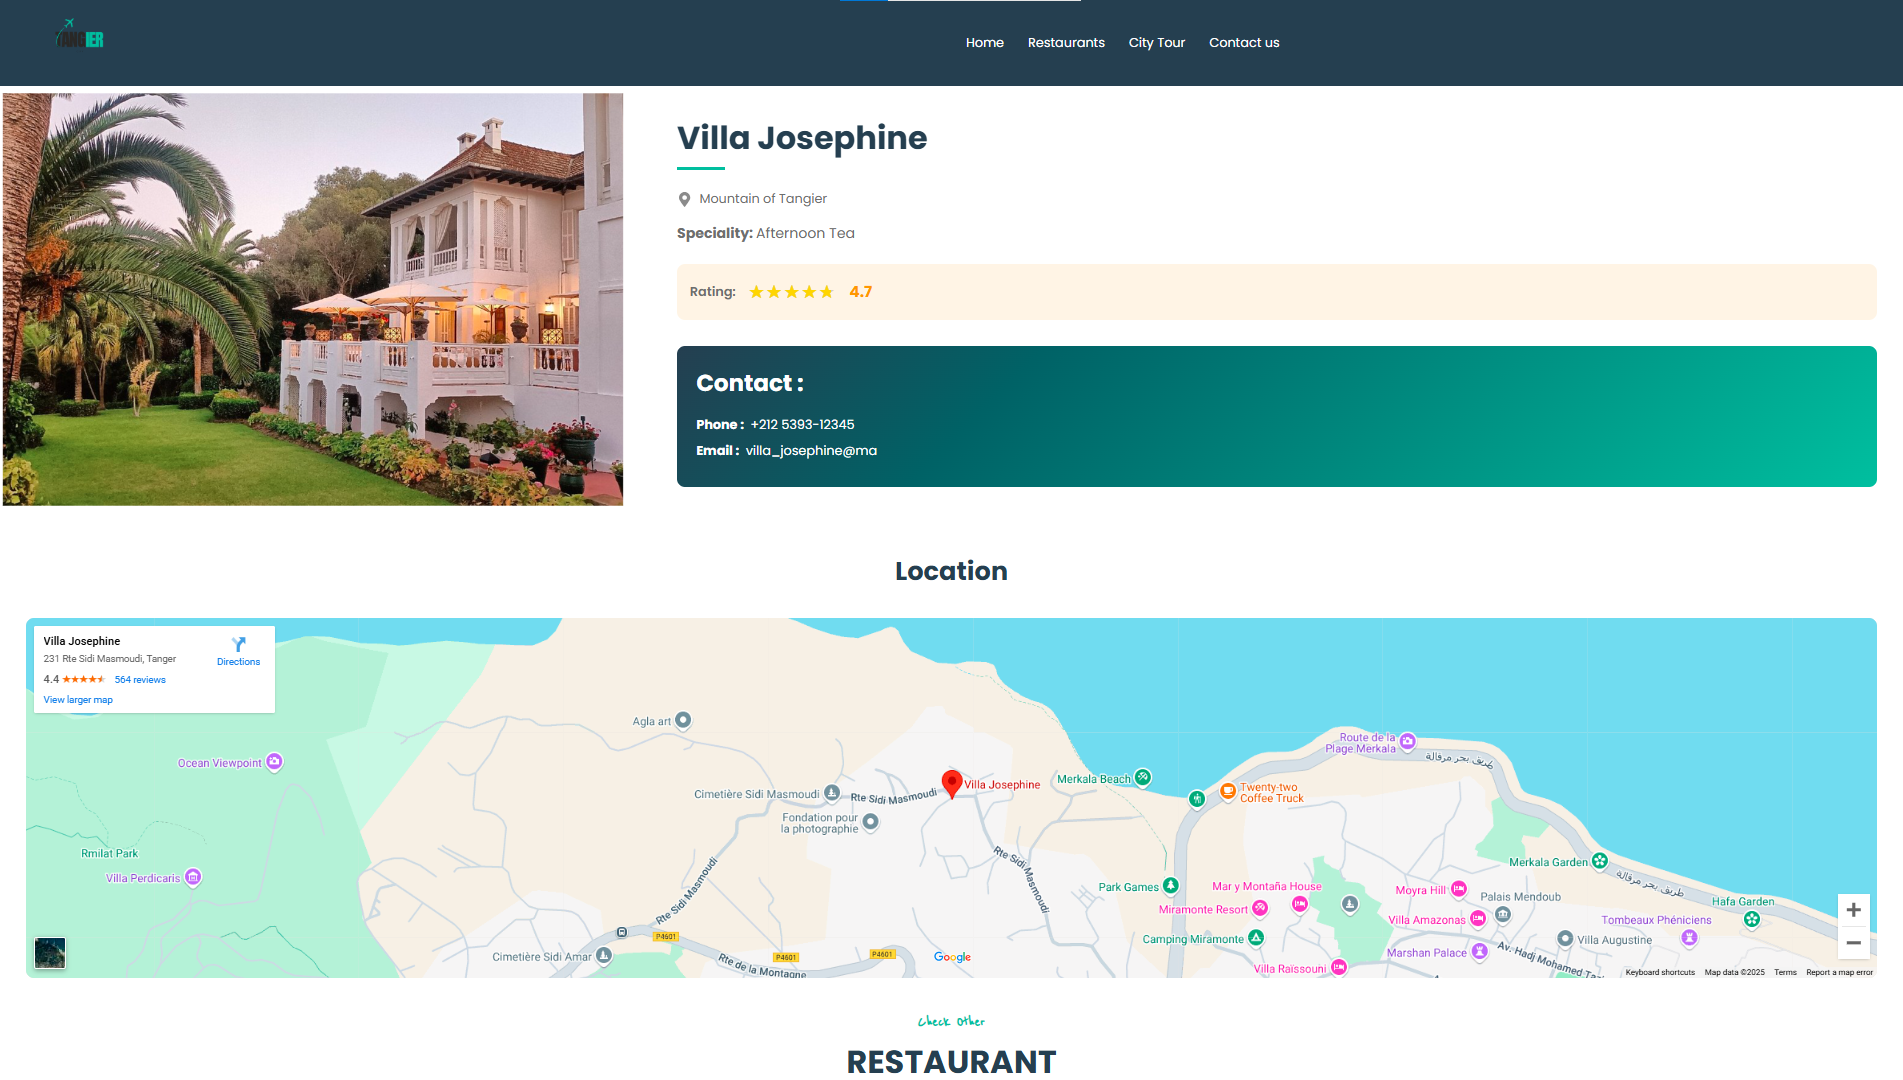 TANGIER
Home
Restaurants
City Tour
Contact us
Villa Josephine
Mountain of Tangier
Speciality: Afternoon Tea
Rating: 4.7
Contact :
Phone : +212 5393-12345
Email : villa_josephine@ma
Location
Villa Josephine
231 Rte Sidi Masmoudi, Tanger
Directions
4.4
564 reviews
View larger map
Agla art
Ocean Viewpoint
Route de la
Plage Merkala
طريق بحر مرقالة
Merkala Beach
Villa Josephine
Twenty-two
Coffee Truck
Cimetière Sidi Masmoudi
Rte Sidi Masmoudi
Fondation pour
la photographie
Rmilat Park
Villa Perdicaris
Rte Sidi Masmoudi
Rte Sidi Masmoudi
Merkala Garden
طريق بحر مرقالة
Park Games
Mar y Montaña House
Moyra Hill
Palais Mendoub
Hafa Garden
Miramonte Resort
Villa Amazonas
Tombeaux Phéniciens
Camping Miramonte
Villa Augustine
Marshan Palace
Av. Hadj Mohamed Ta
P4601
P4601
P4601
Cimetière Sidi Amar
Rte de la Montagne
Villa Raïssouni
Google
Keyboard shortcuts
Map data ©2025
Terms
Report a map error
Check Other
RESTAURANT